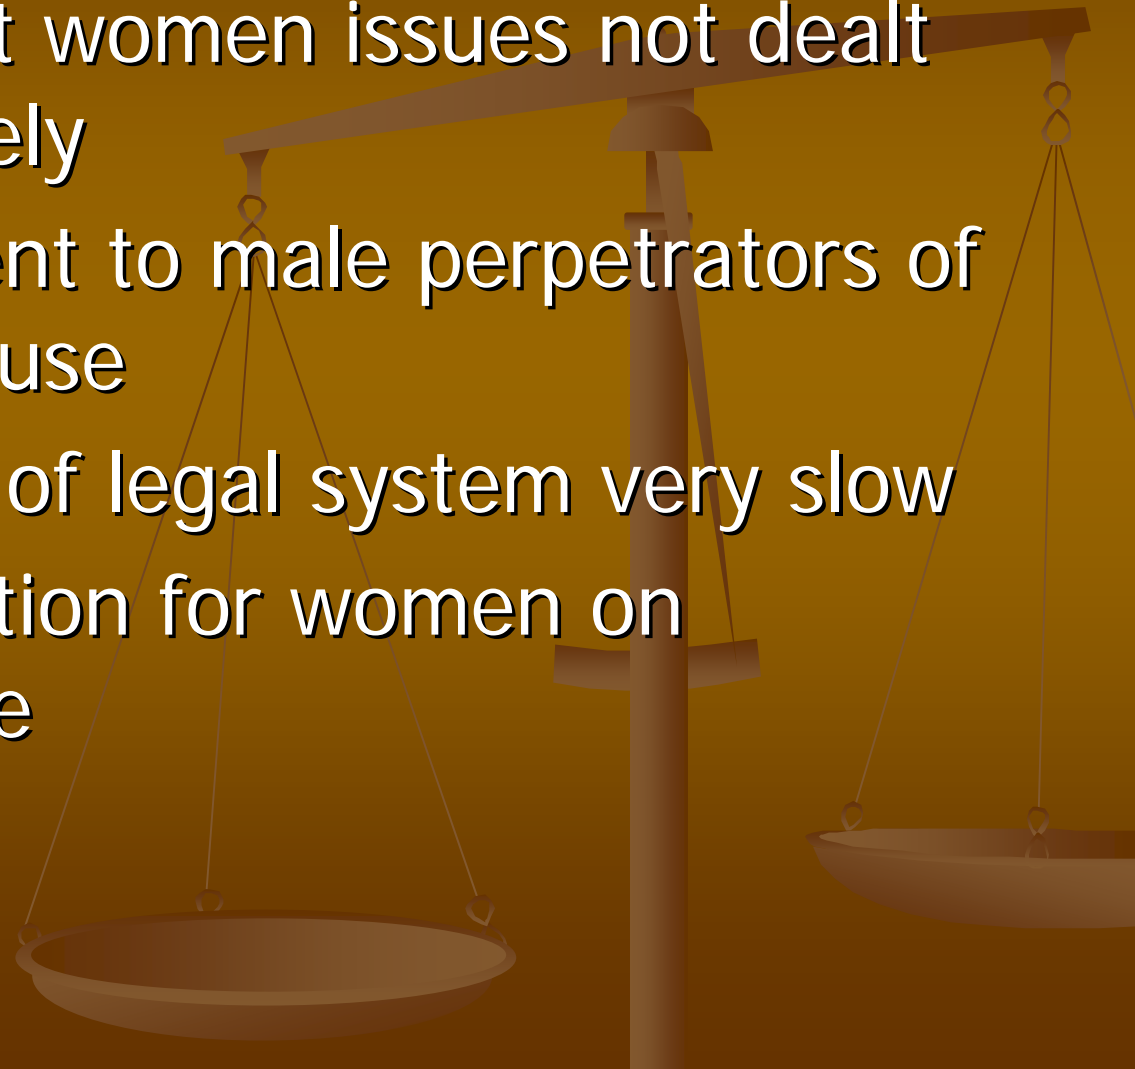 t women issues not dealt
ely
ent to male perpetrators of
use
of legal system very slow
tion for women on
e